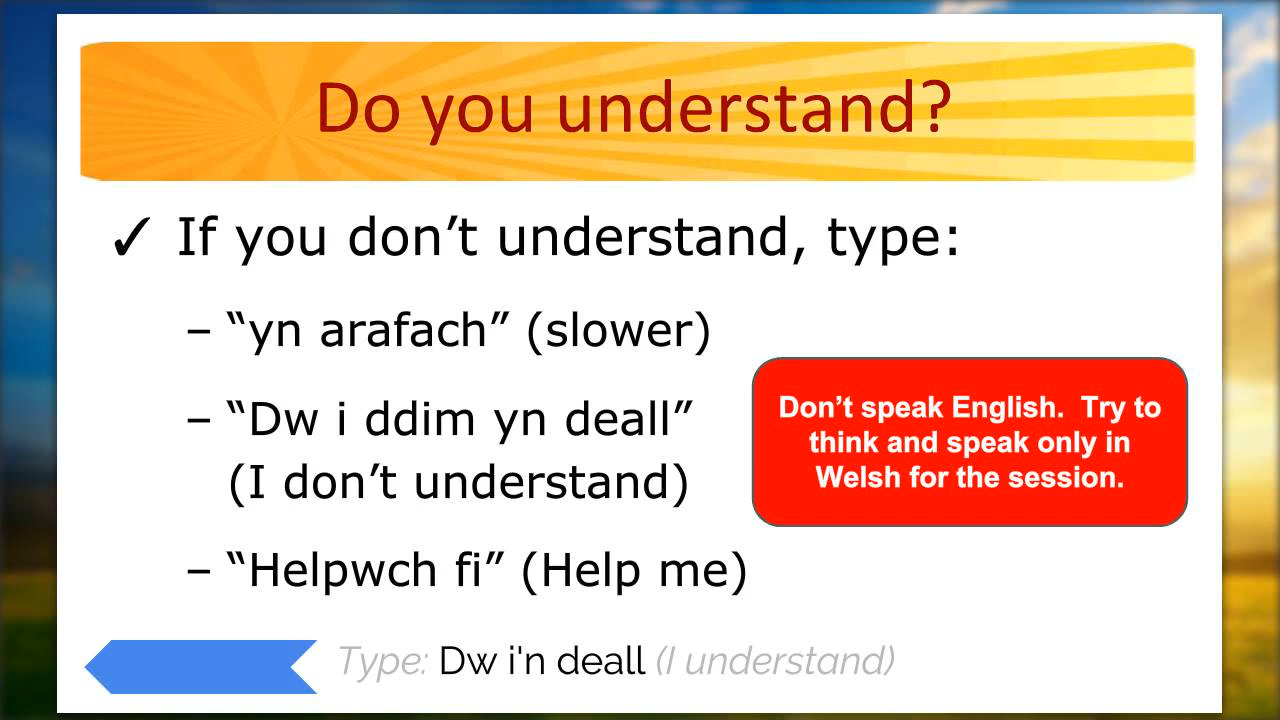 Do you understand?
✓ If you don’t understand, type:
– “yn arafach” (slower)
– “Dw i ddim yn deall”
(I don’t understand)
Don’t speak English.  Try to
think and speak only in
Welsh for the session.
– “Helpwch fi” (Help me)
Type: Dw i'n deall (I understand)